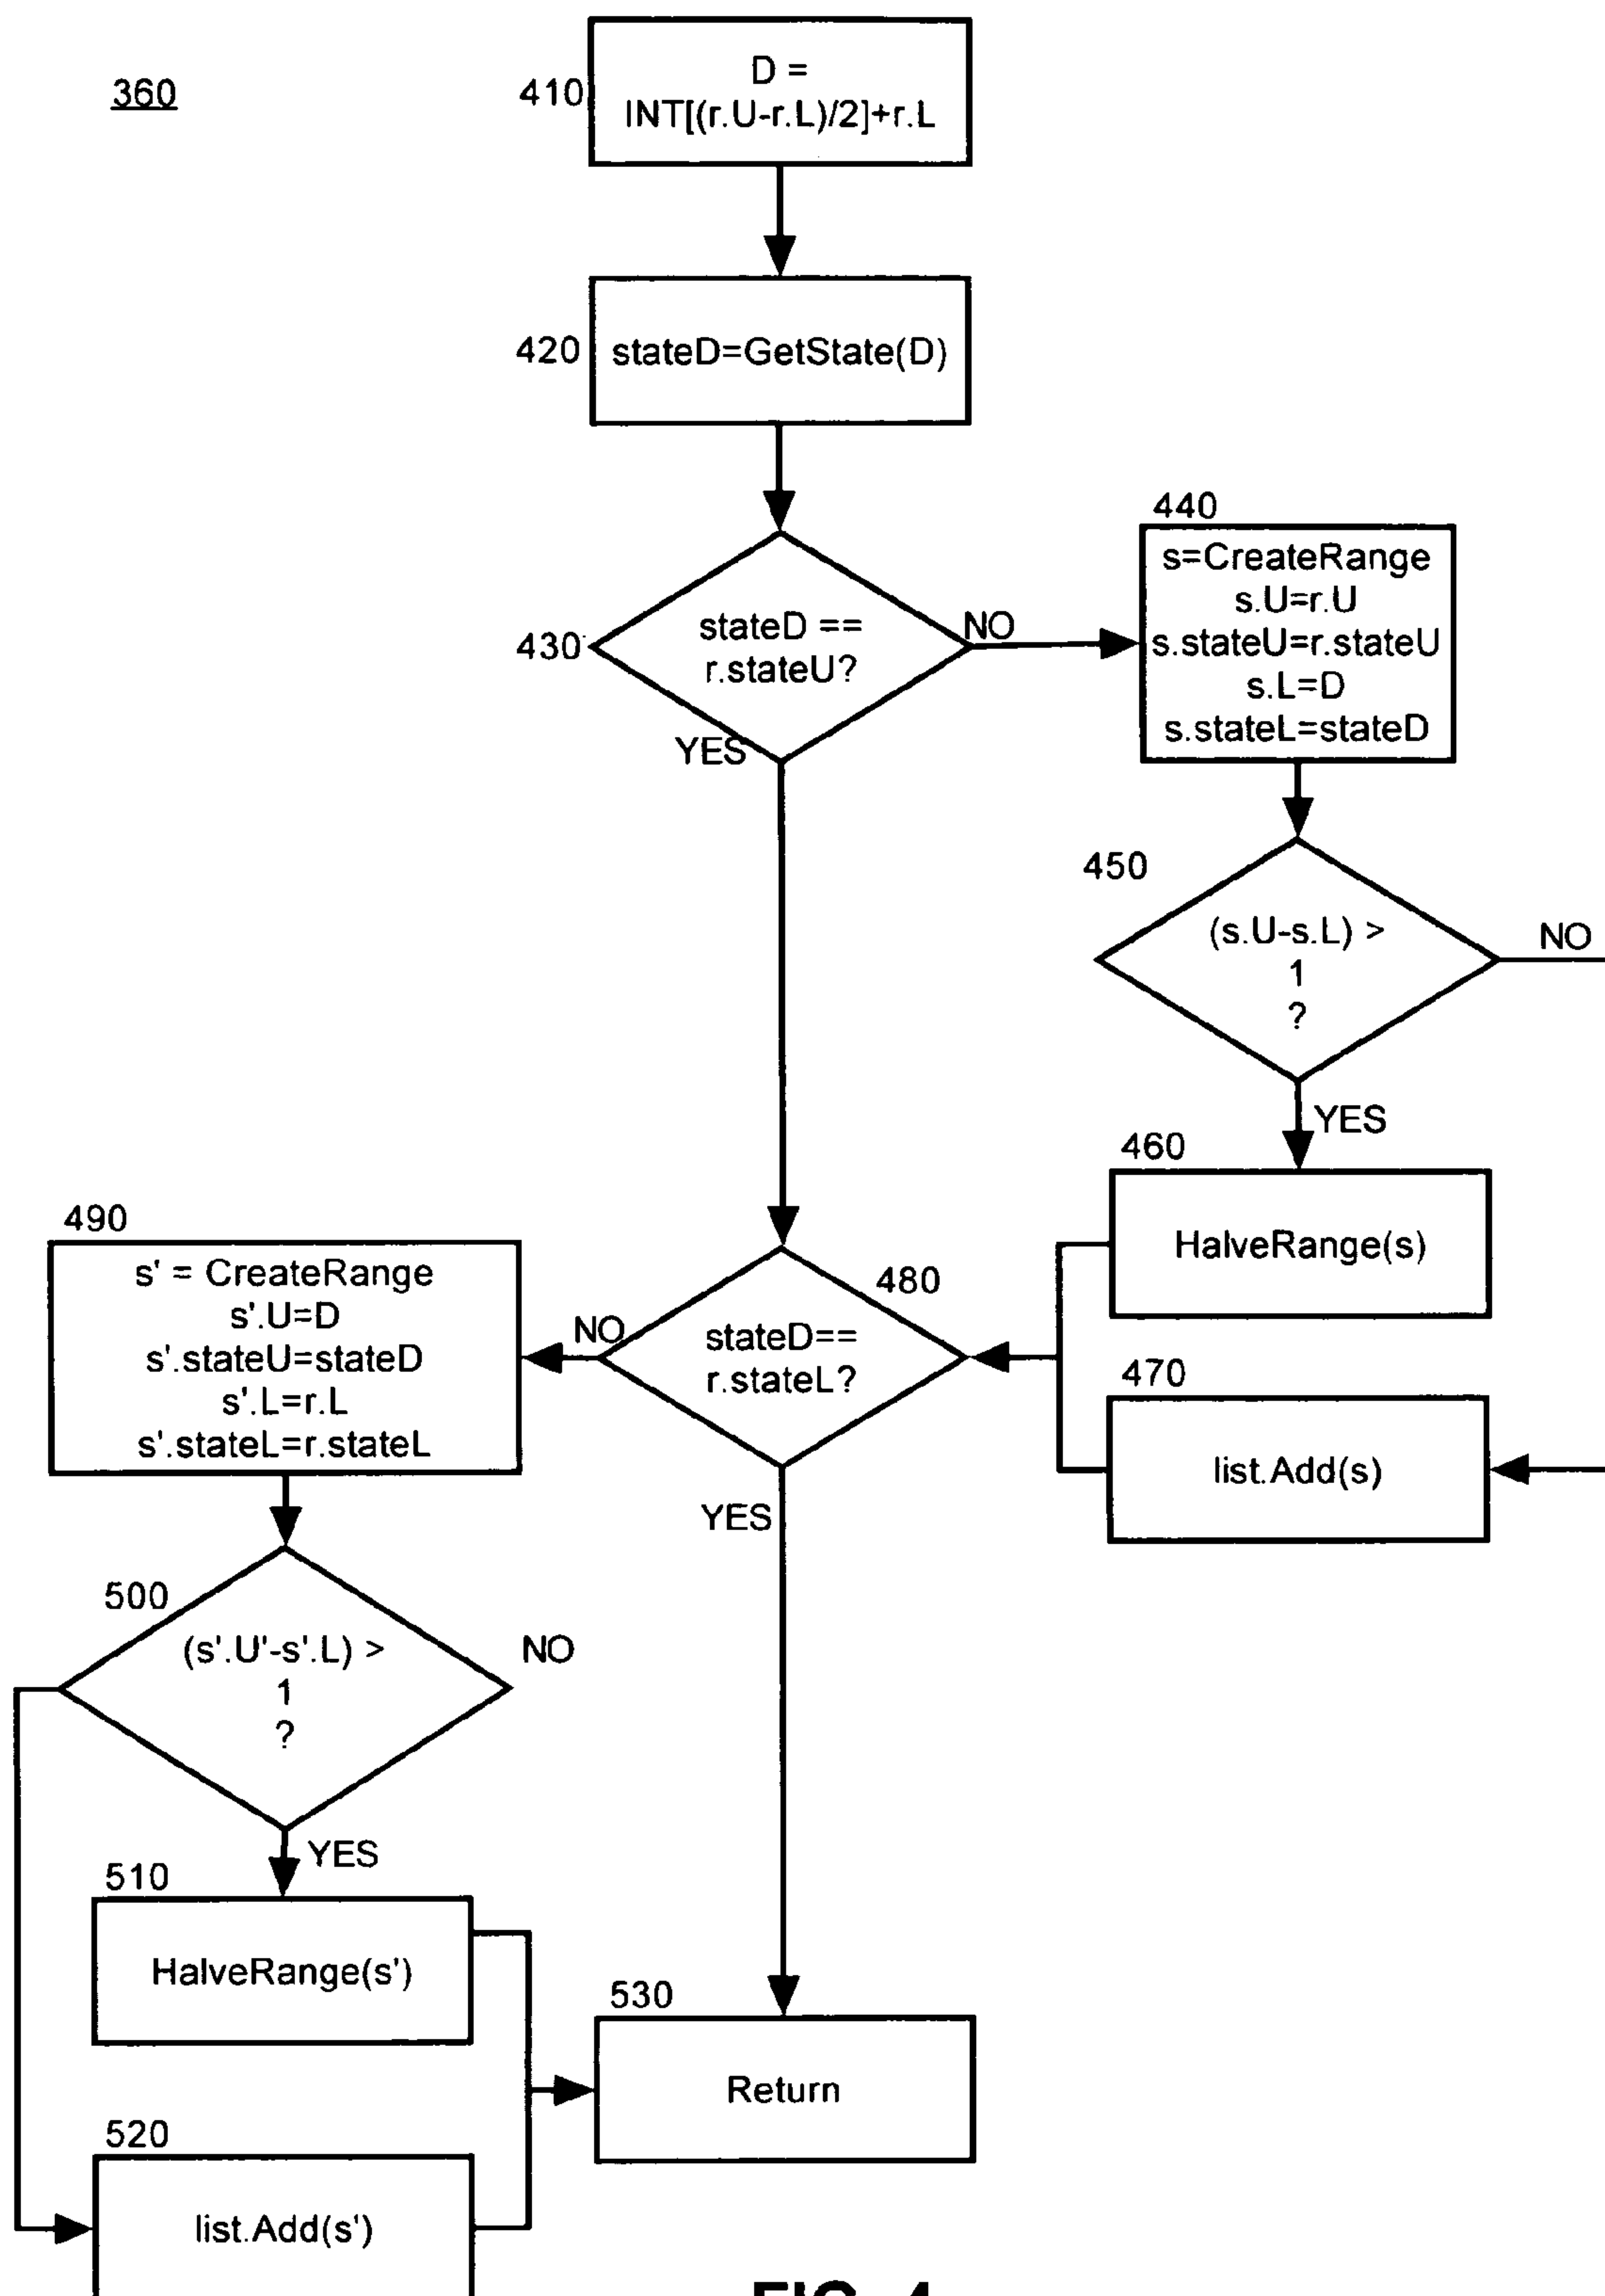 360
410
D =
INT[(r.U-r.L)/2]+r.L
420
stateD=GetState(D)
430
stateD ==
r.stateU?
NO
YES
440
s=CreateRange
s.U=r.U
s.stateU=r.stateU
s.L=D
s.stateL=stateD
450
(s.U-s.L) >
1
?
NO
YES
460
HalveRange(s)
470
list.Add(s)
480
stateD==
r.stateL?
NO
YES
490
s' = CreateRange
s'.U=D
s'.stateU=stateD
s'.L=r.L
s'.stateL=r.stateL
500
(s'.U'-s'.L) >
1
?
NO
YES
510
HalveRange(s')
520
list.Add(s')
530
Return